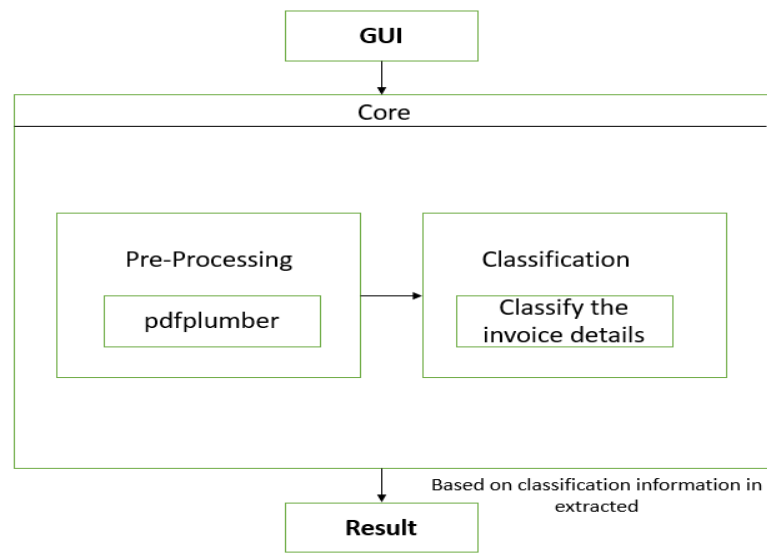 GUI
Core
Pre-Processing
pdfplumber
Classification
Classify the
invoice details
Based on classification information in
extracted
Result